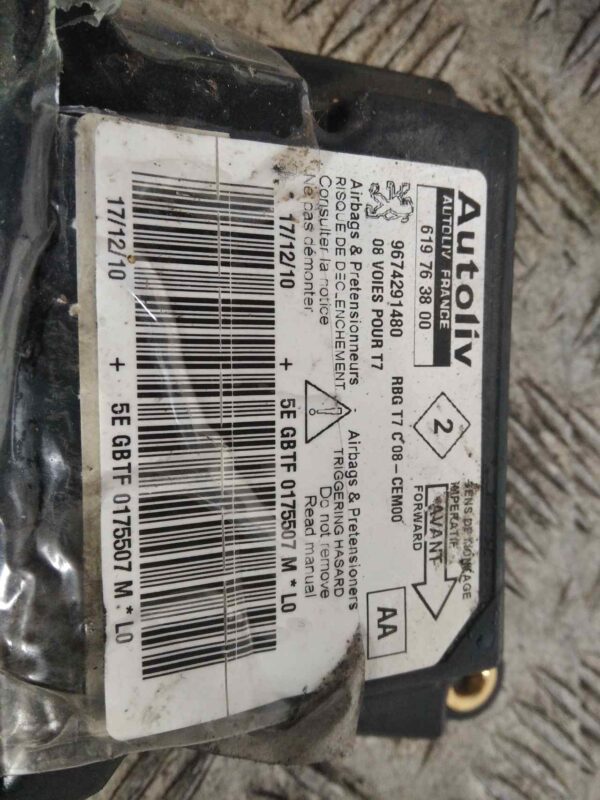 Autoliv
AUTOLIV FRANCE
619 76 38 00
2
SENS DE MONTAGE
IMPERATIF
AVANT
FORWARD
9674291480 RBG T7 C'08-CEM00
08 VOIES POUR T7
AA
Airbags & Pretensionneurs
RISQUE DE DECLENCHEMENT
Consulter la notice
Ne pas démonter
Airbags & Pretensioners
TRIGGERING HASARD
Do not remove
Read manual
17/12/10 + 5E GBTF 0175507 M * L0
17/12/10 + 5E GBTF 0175507 M * L0